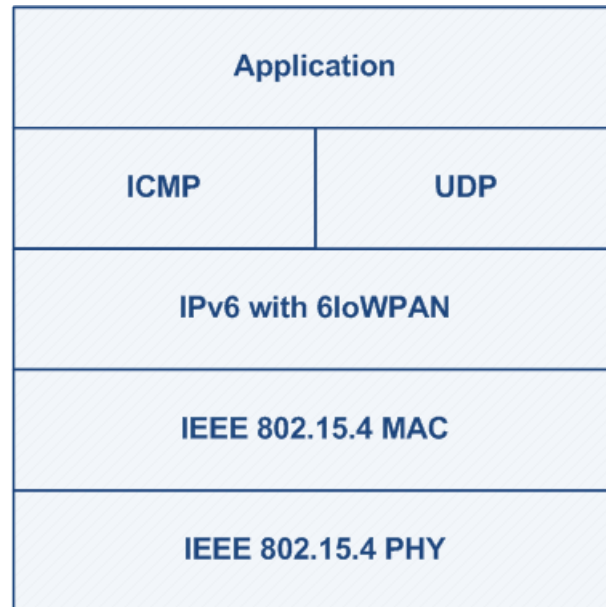 Application
ICMP
UDP
IPv6 with 6loWPAN
IEEE 802.15.4 MAC
IEEE 802.15.4 PHY